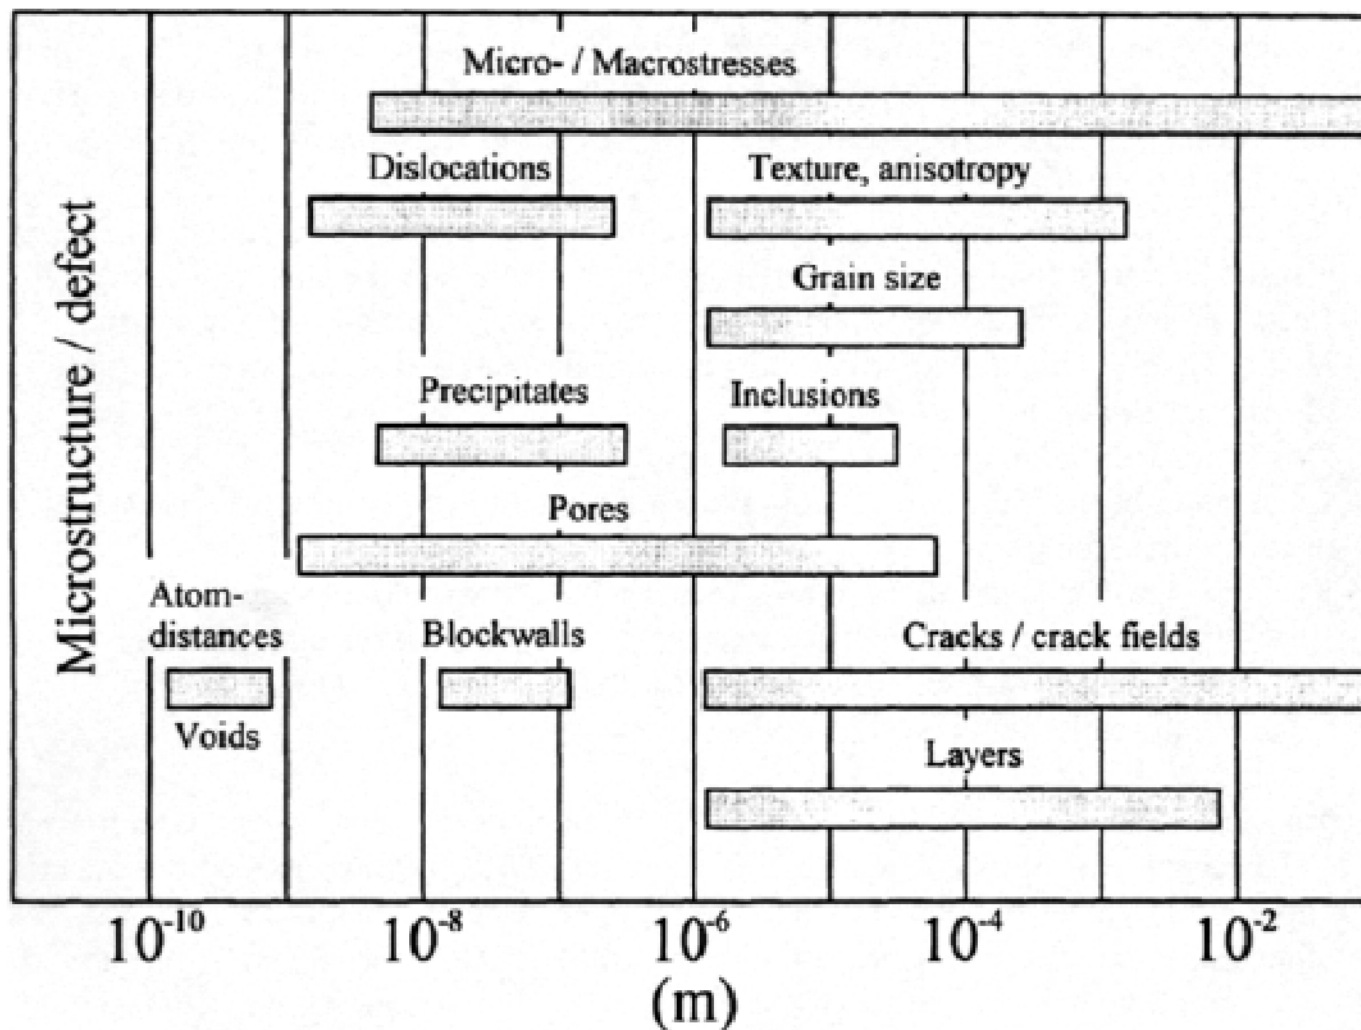 Microstructure / defect
Micro- / Macrostresses
Dislocations
Texture, anisotropy
Grain size
Precipitates
Inclusions
Pores
Atom-
distances
Blockwalls
Cracks / crack fields
Voids
Layers
10⁻¹⁰ 10⁻⁸ 10⁻⁶ 10⁻⁴ 10⁻²
(m)